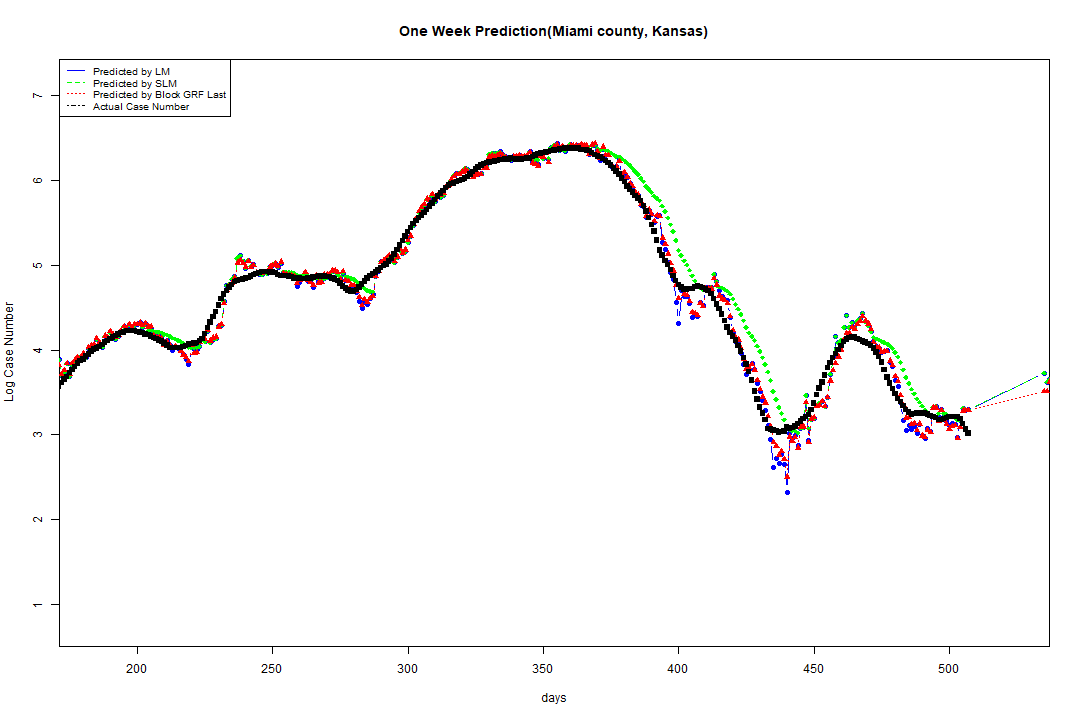 One Week Prediction(Miami county, Kansas)
Predicted by LM
Predicted by SLM
Predicted by Block GRF Last
Actual Case Number
7
6
5
4
3
2
1
Log Case Number
200 250 300 350 400 450 500
days